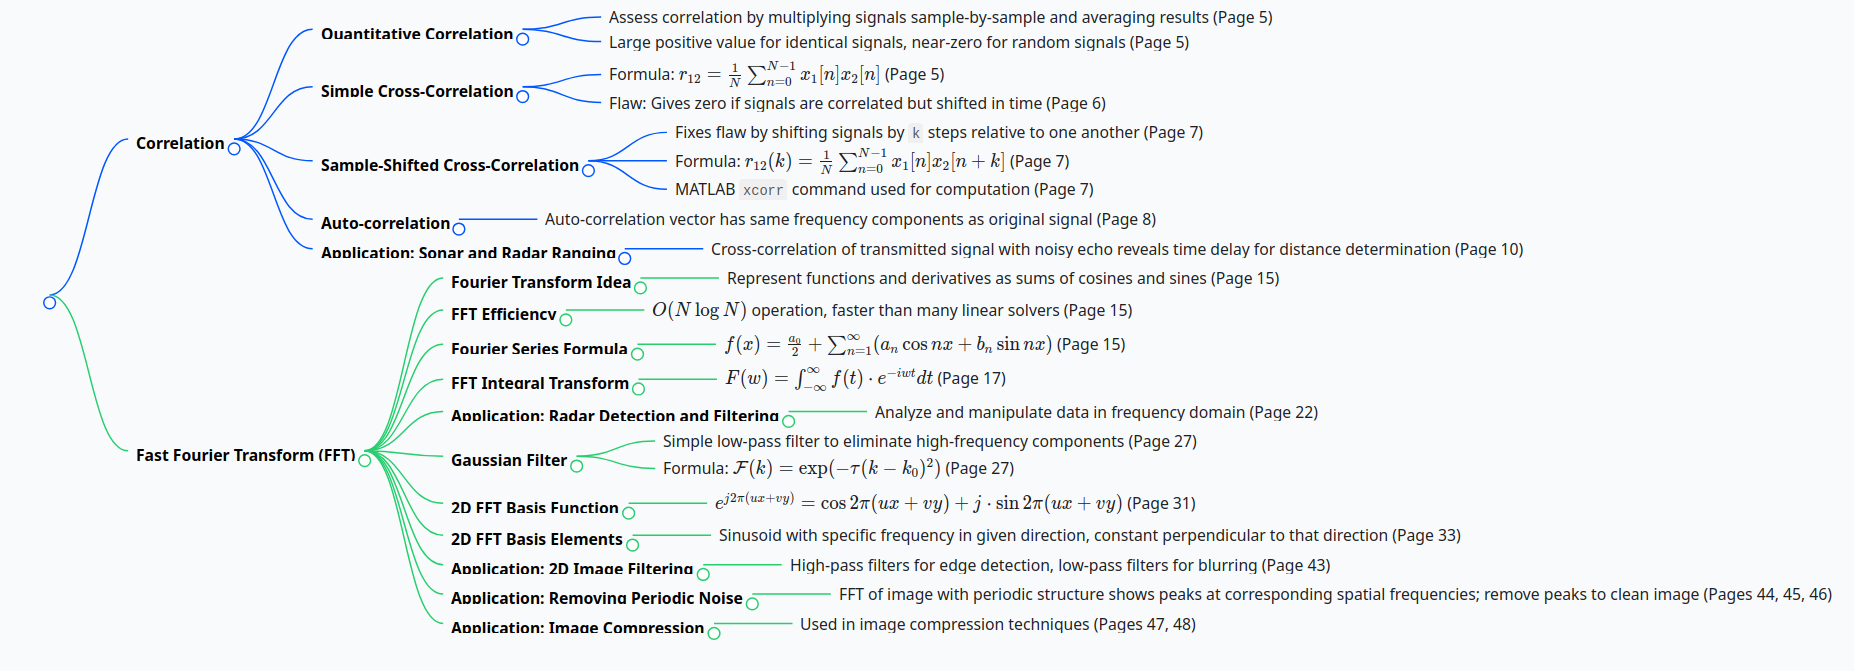 Correlation
Quantitative Correlation
Assess correlation by multiplying signals sample-by-sample and averaging results (Page 5)
Large positive value for identical signals, near-zero for random signals (Page 5)
Simple Cross-Correlation
Formula: $r_{12} = \frac{1}{N} \sum_{n=0}^{N-1} x_1[n]x_2[n]$ (Page 5)
Flaw: Gives zero if signals are correlated but shifted in time (Page 6)
Sample-Shifted Cross-Correlation
Fixes flaw by shifting signals by k steps relative to one another (Page 7)
Formula: $r_{12}(k) = \frac{1}{N} \sum_{n=0}^{N-1} x_1[n]x_2[n + k]$ (Page 7)
MATLAB xcorr command used for computation (Page 7)
Auto-correlation
Auto-correlation vector has same frequency components as original signal (Page 8)
Application: Sonar and Radar Ranging
Cross-correlation of transmitted signal with noisy echo reveals time delay for distance determination (Page 10)
Fast Fourier Transform (FFT)
Fourier Transform Idea
Represent functions and derivatives as sums of cosines and sines (Page 15)
FFT Efficiency
$O(N \log N)$ operation, faster than many linear solvers (Page 15)
Fourier Series Formula
$f(x) = \frac{a_0}{2} + \sum_{n=1}^{\infty}(a_n \cos nx + b_n \sin nx)$ (Page 15)
FFT Integral Transform
$F(w) = \int_{-\infty}^{\infty} f(t) \cdot e^{-iwt} dt$ (Page 17)
Application: Radar Detection and Filtering
Analyze and manipulate data in frequency domain (Page 22)
Gaussian Filter
Simple low-pass filter to eliminate high-frequency components (Page 27)
Formula: $\mathcal{F}(k) = \exp(-\tau(k - k_0)^2)$ (Page 27)
2D FFT Basis Function
$e^{j2\pi(ux+vy)} = \cos 2\pi(ux + vy) + j \cdot \sin 2\pi(ux + vy)$ (Page 31)
2D FFT Basis Elements
Sinusoid with specific frequency in given direction, constant perpendicular to that direction (Page 33)
Application: 2D Image Filtering
High-pass filters for edge detection, low-pass filters for blurring (Page 43)
Application: Removing Periodic Noise
FFT of image with periodic structure shows peaks at corresponding spatial frequencies; remove peaks to clean image (Pages 44, 45, 46)
Application: Image Compression
Used in image compression techniques (Pages 47, 48)